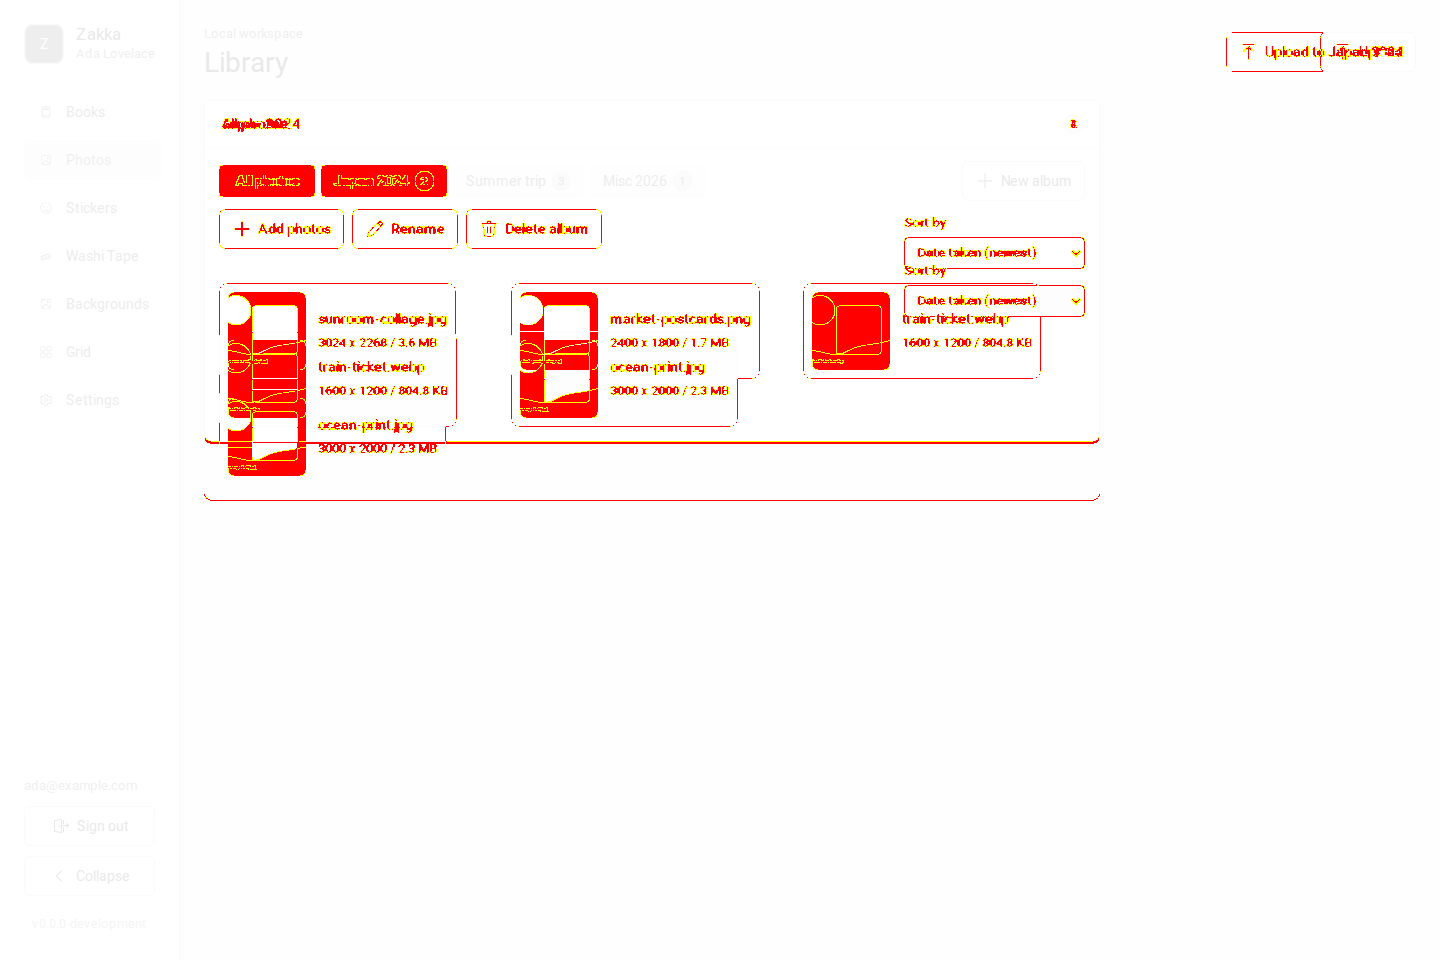 Z
Zakka
Ada Lovelace
Local workspace
Library
Upload to
Books
Photos
Stickers
Washi Tape
Backgrounds
Grid
Settings
All photos
Japan 2024 2
Summer trip 3
Misc 2026 1
New album
Add photos
Rename
Delete album
Sort by
Date taken (newest)
Sort by
Date taken (newest)
sunroom-collage.jpg
3024 x 2268 / 3.6 MB
train-ticket.webp
1600 x 1200 / 804.8 KB
ocean-print.jpg
3000 x 2000 / 2.3 MB
market-postcards.png
2400 x 1800 / 1.7 MB
ocean-print.jpg
3000 x 2000 / 2.3 MB
train-ticket.webp
1600 x 1200 / 804.8 KB
ada@example.com
Sign out
Collapse
v0.0.0-development